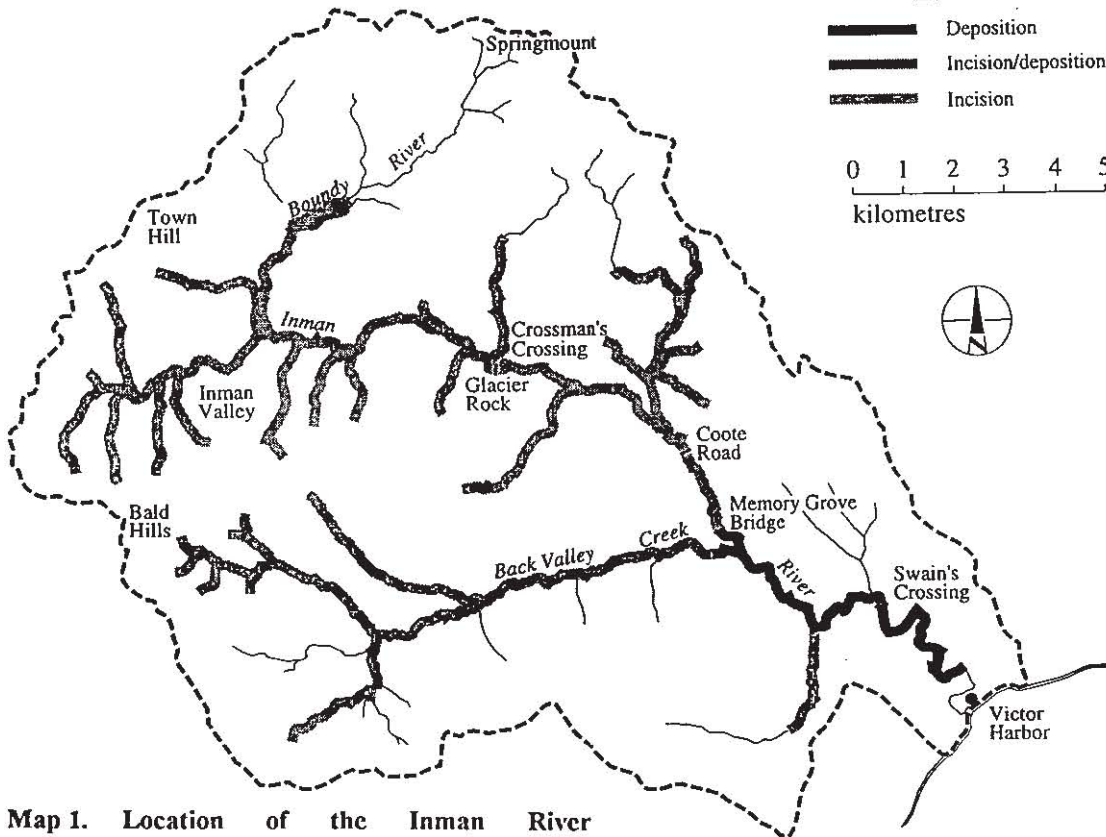 Springmount
Deposition
Incision/deposition
Incision
0 1 2 3 4 5
kilometres
River
Boundy
Town
Hill
N
Inman
Crossman's
Crossing
Glacier
Rock
Inman
Valley
Coote
Road
Bald
Hills
Memory Grove
Bridge
Creek
Back Valley
River
Swain's
Crossing
Victor
Harbor
Map 1. Location of the Inman River